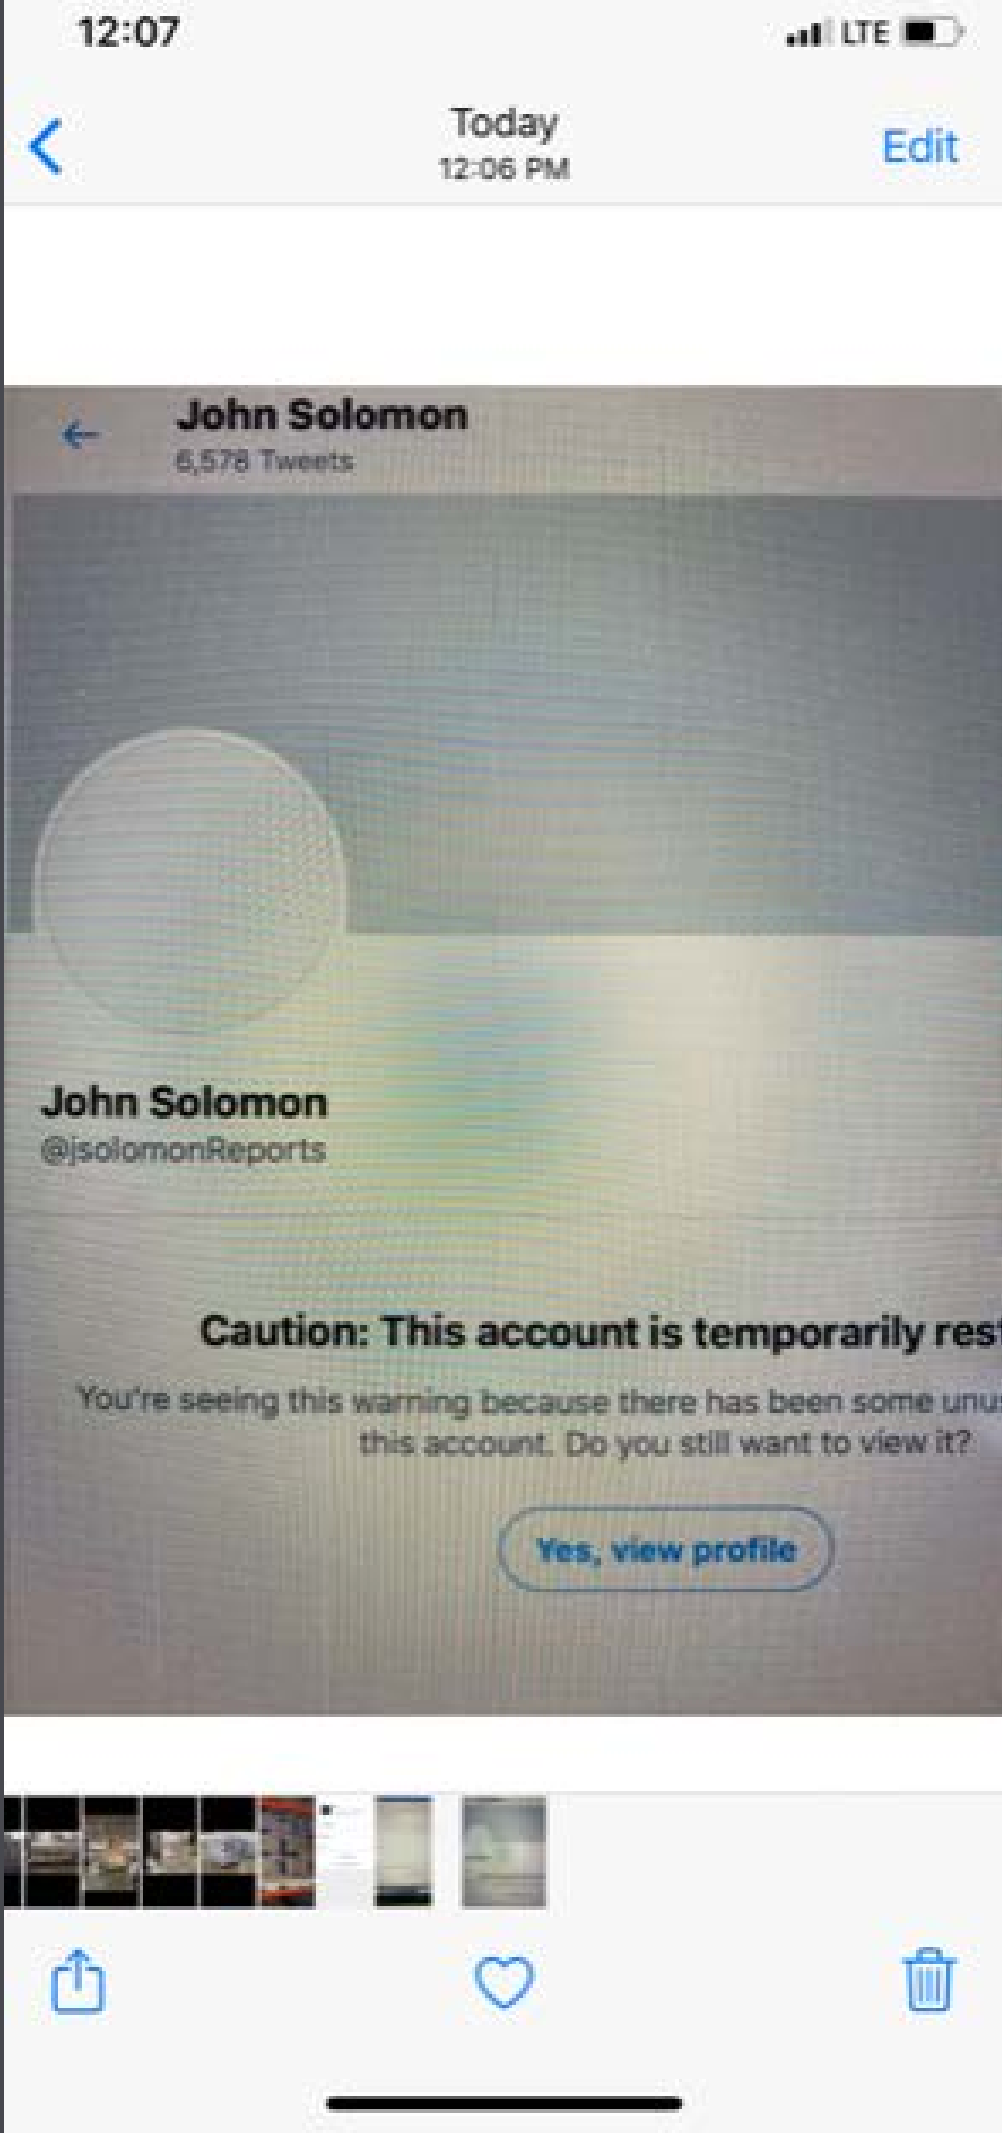 12:07
LTE
Today
12:06 PM
Edit
John Solomon
6,578 Tweets
John Solomon
@jsolomonReports
Caution: This account is temporarily rest
You're seeing this warning because there has been some unus
this account. Do you still want to view it?
Yes, view profile